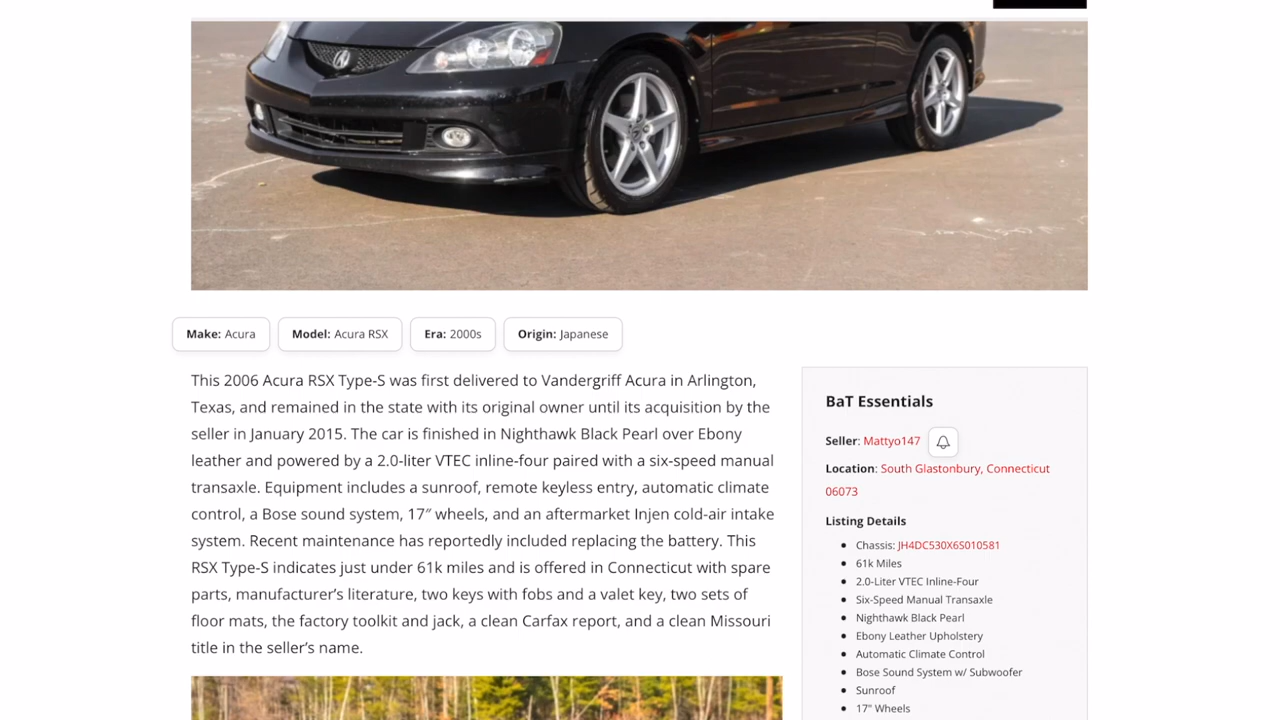 Make: Acura
Model: Acura RSX
Era: 2000s
Origin: Japanese
This 2006 Acura RSX Type-S was first delivered to Vandergriff Acura in Arlington,
Texas, and remained in the state with its original owner until its acquisition by the
seller in January 2015. The car is finished in Nighthawk Black Pearl over Ebony
leather and powered by a 2.0-liter VTEC inline-four paired with a six-speed manual
transaxle. Equipment includes a sunroof, remote keyless entry, automatic climate
control, a Bose sound system, 17″ wheels, and an aftermarket Injen cold-air intake
system. Recent maintenance has reportedly included replacing the battery. This
RSX Type-S indicates just under 61k miles and is offered in Connecticut with spare
parts, manufacturer’s literature, two keys with fobs and a valet key, two sets of
floor mats, the factory toolkit and jack, a clean Carfax report, and a clean Missouri
title in the seller’s name.
BaT Essentials
Seller: Mattyo147
Location: South Glastonbury, Connecticut
06073
Listing Details
• Chassis: JH4DC530X6S010581
• 61k Miles
• 2.0-Liter VTEC Inline-Four
• Six-Speed Manual Transaxle
• Nighthawk Black Pearl
• Ebony Leather Upholstery
• Automatic Climate Control
• Bose Sound System w/ Subwoofer
• Sunroof
• 17" Wheels